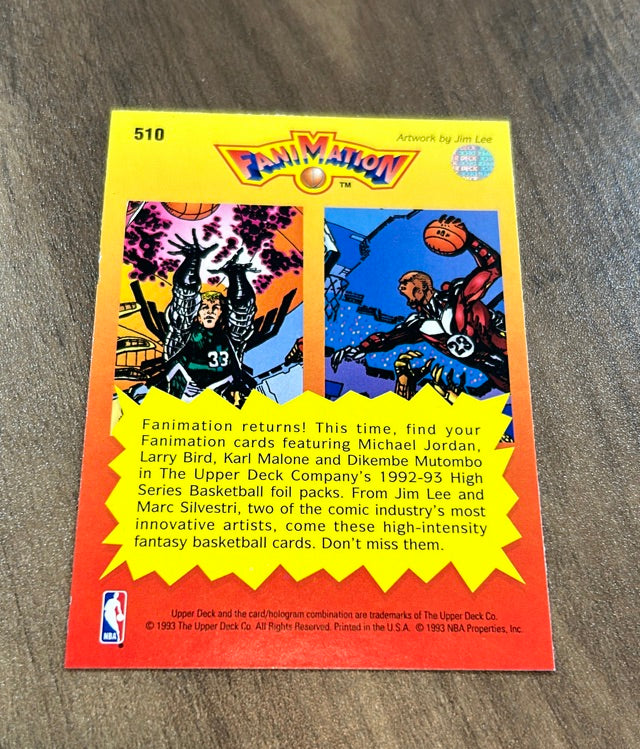 510
Artwork by Jim Lee
FANIMATION
TM
33
23
Fanimation returns! This time, find your
Fanimation cards featuring Michael Jordan,
Larry Bird, Karl Malone and Dikembe Mutombo
in The Upper Deck Company's 1992-93 High
Series Basketball foil packs. From Jim Lee and
Marc Silvestri, two of the comic industry's most
innovative artists, come these high-intensity
fantasy basketball cards. Don't miss them.
NBA
Upper Deck and the card/hologram combination are trademarks of The Upper Deck Co.
© 1993 The Upper Deck Co. All Rights Reserved. Printed in the U.S.A. © 1993 NBA Properties, Inc.